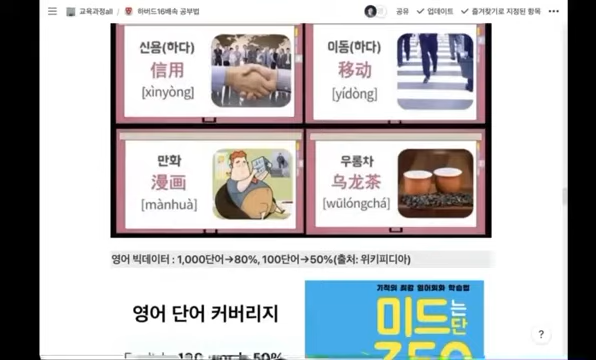 교육과정all / 하버드16배속 공부법
공유 업데이트 즐겨찾기로 지정된 항목
신용(하다)
信用
[xìnyòng]
이동(하다)
移动
[yídòng]
만화
漫画
[mànhuà]
우롱차
乌龙茶
[wūlóngchá]
영어 빅데이터 : 1,000단어→80%, 100단어→50%(출처: 위키피디아)
영어 단어 커버리지
기적의 회럼 영어회화 학습법
미드는
단
350
?